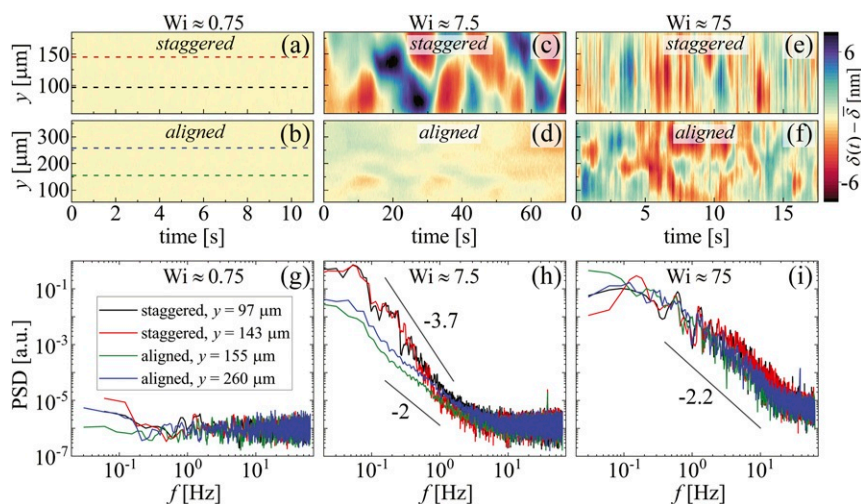 Wi ≈ 0.75 Wi ≈ 7.5 Wi ≈ 75
staggered (a) staggered (c) staggered (e)
150
100
y [μm]
aligned (b) aligned (d) aligned (f)
300
200
100
y [μm]
6
-6
δ(t) − δ̅ [nm]
0 2 4 6 8 10 0 20 40 60 0 5 10 15
time [s] time [s] time [s]
Wi ≈ 0.75 (g) Wi ≈ 7.5 (h) Wi ≈ 75 (i)
10⁻¹
10⁻³
10⁻⁵
10⁻⁷
PSD [a.u.]
staggered, y = 97 μm
staggered, y = 143 μm
aligned, y = 155 μm
aligned, y = 260 μm
-3.7
-2
-2.2
10⁻¹ 10⁰ 10¹ 10⁻¹ 10⁰ 10¹ 10⁻¹ 10⁰ 10¹
f [Hz] f [Hz] f [Hz]